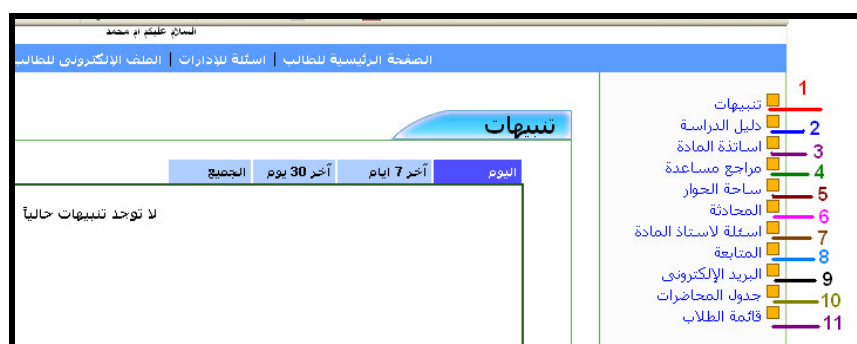 السلام عليكم ام محمد
الصفحة الرئيسية للطالب | اسئلة للإدارات | الملف الإلكترونى للطالب
تنبيهات
اليوم آخر 7 ايام آخر 30 يوم الجميع
لا توجد تنبيهات حالياً
تنبيهات 1
دليل الدراسة 2
اساتذة المادة 3
مراجع مساعدة 4
ساحة الحوار 5
المحادثة 6
اسئلة لاستاذ المادة 7
المتابعة 8
البريد الإلكترونى 9
جدول المحاضرات 10
قائمة الطلاب 11